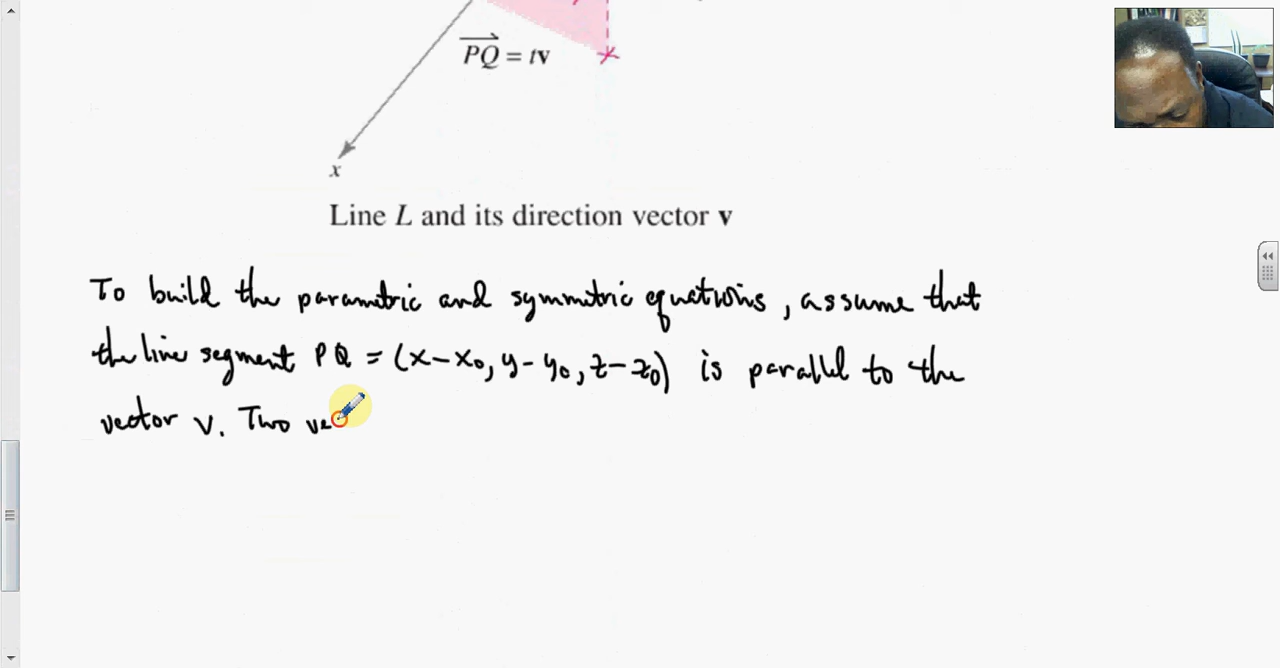 PQ = tv
x
Line L and its direction vector v
To build the parametric and symmetric equations, assume that
the line segment PQ = (x-x₀, y-y₀, z-z₀) is parallel to the
vector v. Two ve